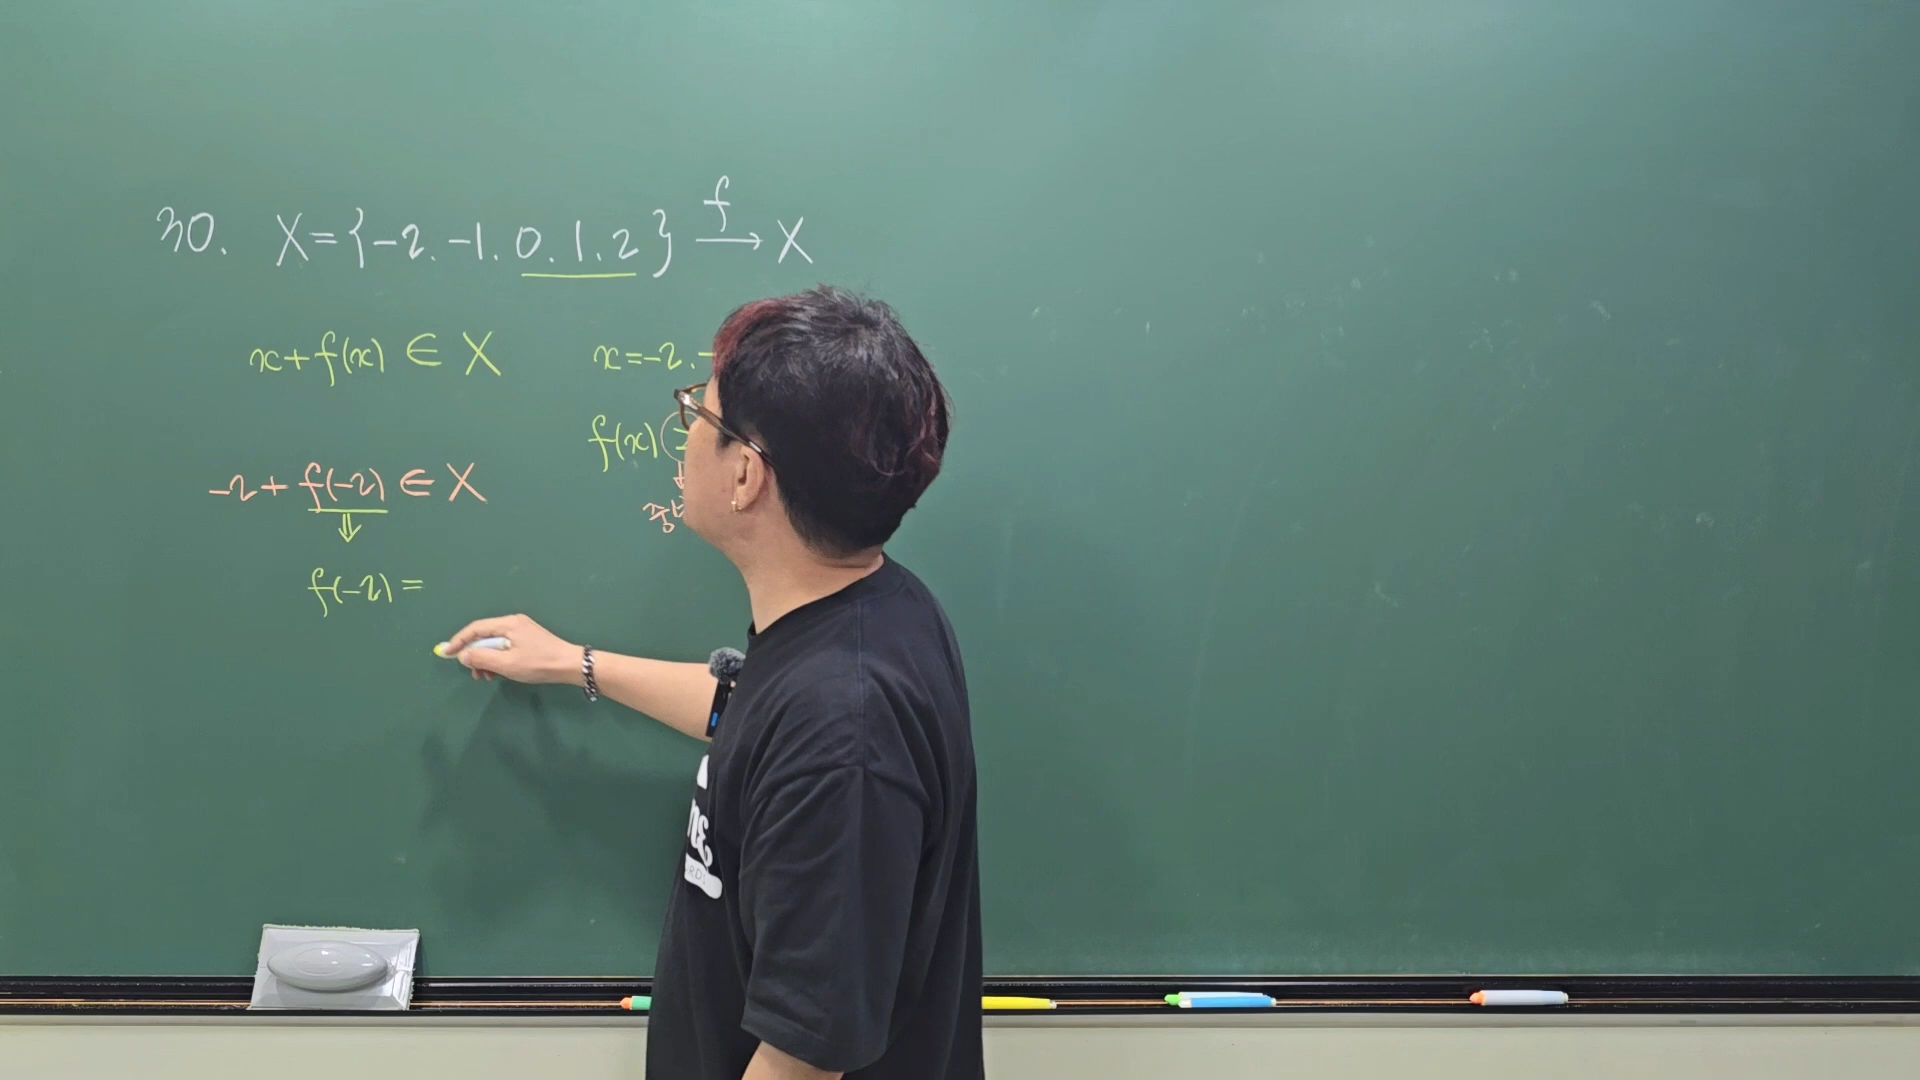 30. X={-2. -1. 0. 1. 2} f→ X
x+f(x) ∈ X
x=-2.
f(x)
-2+f(-2) ∈ X
⇓
f(-2)=